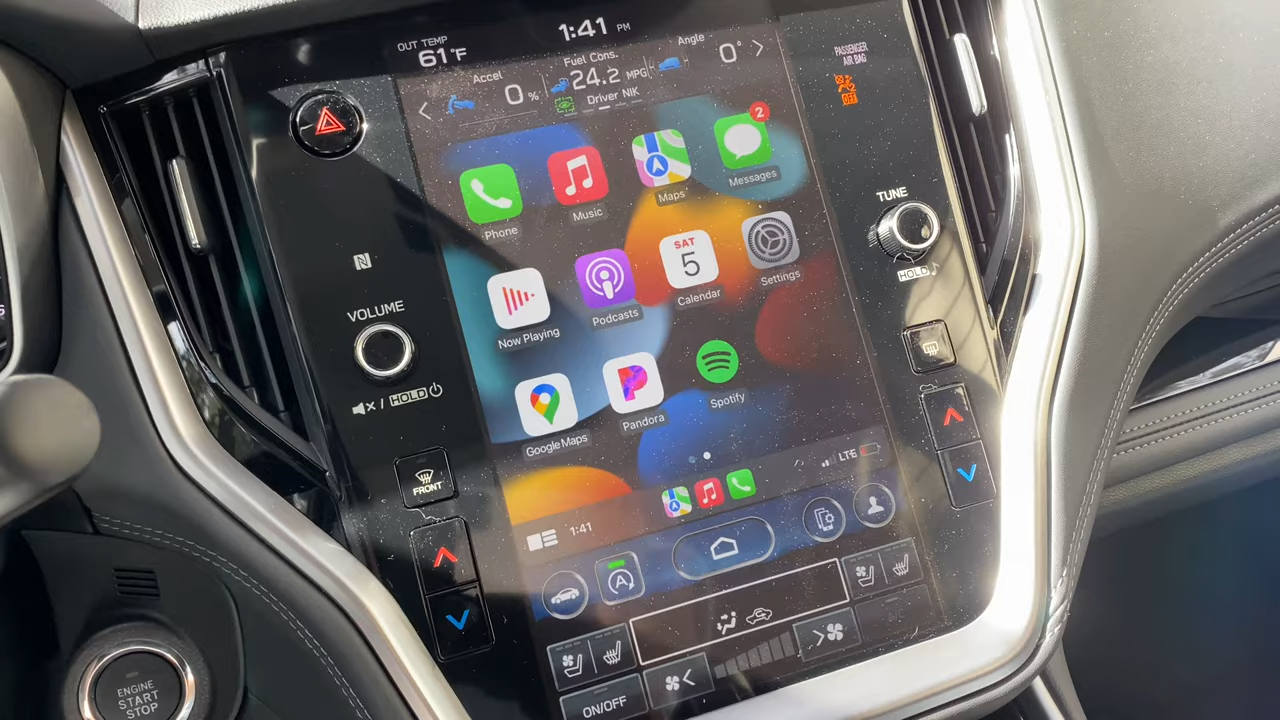 1:41 PM
OUT TEMP
61°F
Accel
0 %
Fuel Cons.
24.2 MPG
Angle
0°
Driver NIK
PASSENGER
AIR BAG
OFF
2
Phone
Music
Maps
Messages
TUNE
HOLD
SAT
5
Now Playing
Podcasts
Calendar
Settings
VOLUME
/ HOLD
Google Maps
Pandora
Spotify
LTE
FRONT
1:41
A
ENGINE
START
STOP
ON/OFF